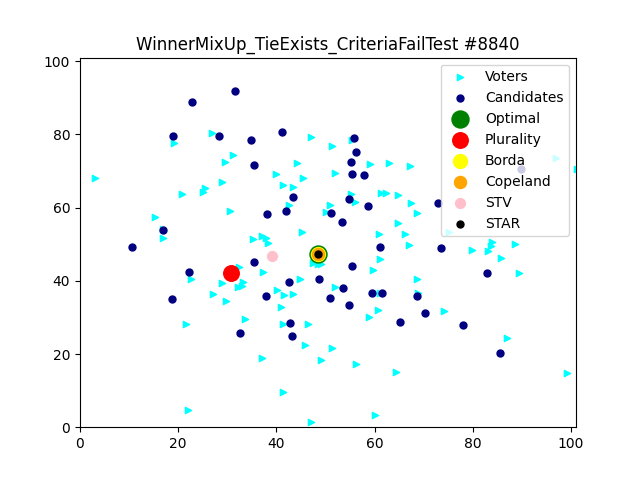 WinnerMixUp_TieExists_CriteriaFailTest #8840
Voters
Candidates
Optimal
Plurality
Borda
Copeland
STV
STAR
100
80
60
40
20
0
0 20 40 60 80 100